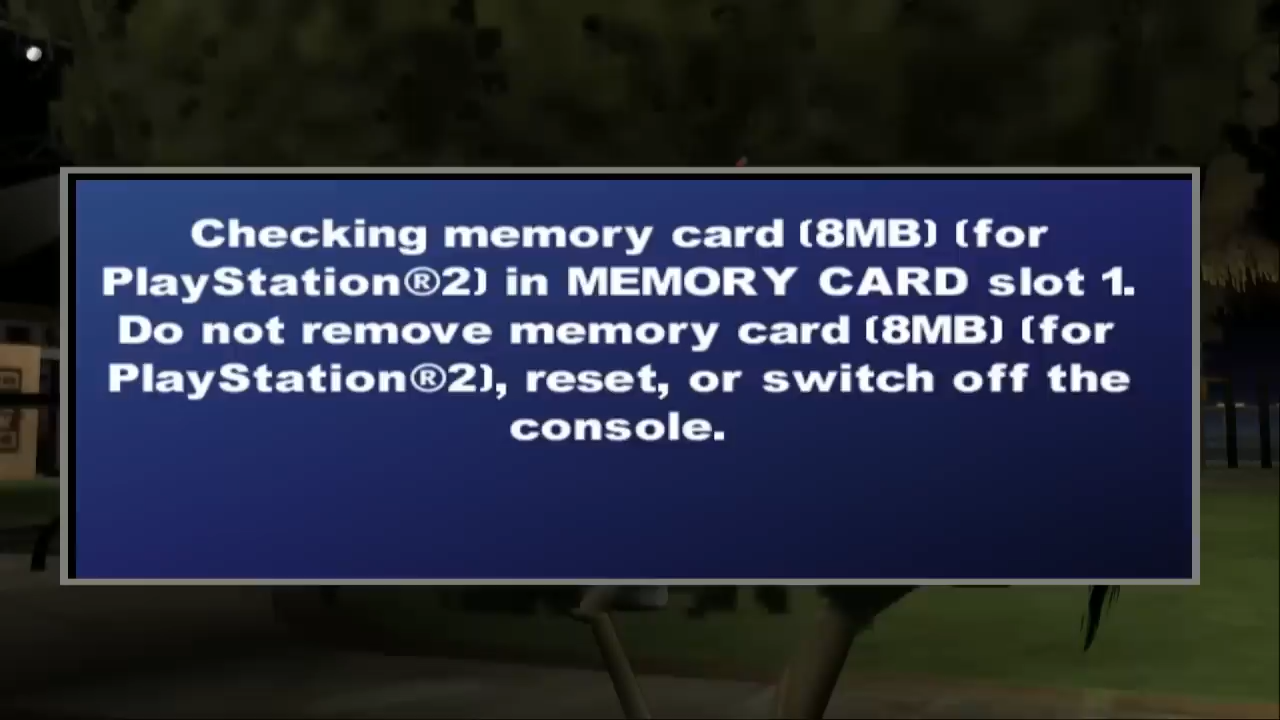 Checking memory card (8MB) (for
PlayStation®2) in MEMORY CARD slot 1.
Do not remove memory card (8MB) (for
PlayStation®2), reset, or switch off the
console.